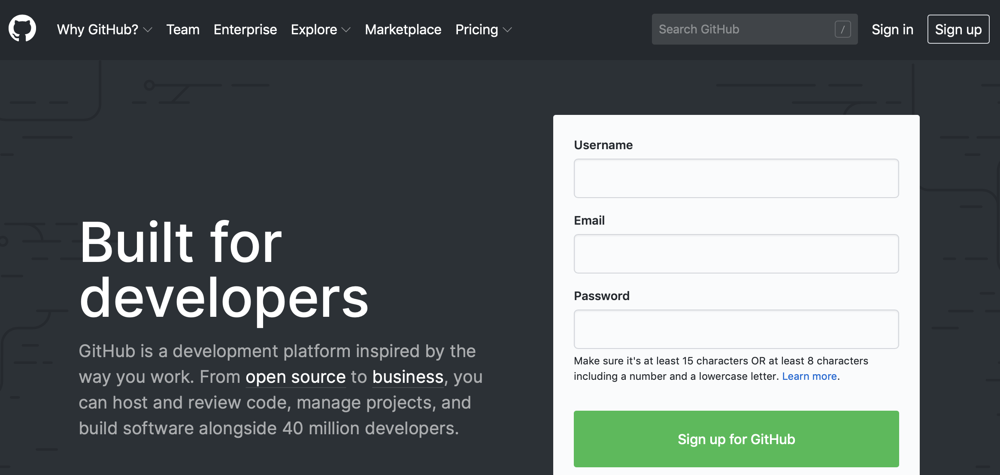 Why GitHub? Team Enterprise Explore Marketplace Pricing Search GitHub / Sign in Sign up
Built for
developers
GitHub is a development platform inspired by the
way you work. From open source to business, you
can host and review code, manage projects, and
build software alongside 40 million developers.
Username
Email
Password
Make sure it's at least 15 characters OR at least 8 characters
including a number and a lowercase letter. Learn more.
Sign up for GitHub